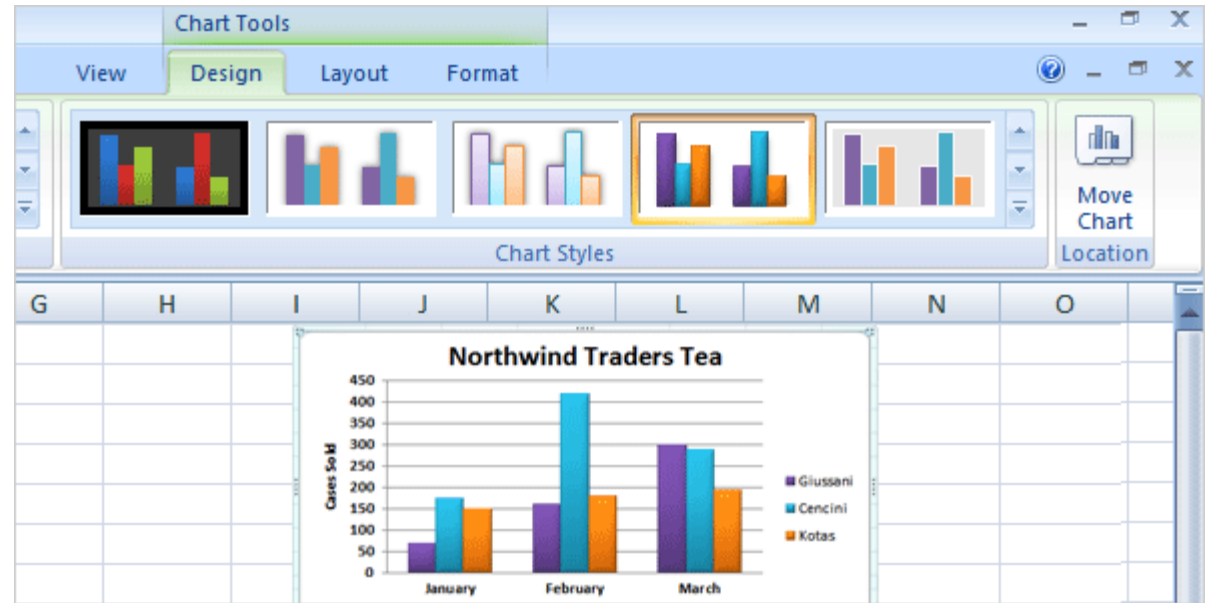 Chart Tools
View Design Layout Format
Move
Chart
Chart Styles Location
G H I J K L M N O
Northwind Traders Tea
450
400
350
300
250
200
150
100
50
0
Cases Sold
Giussani
Cencini
Kotas
January February March